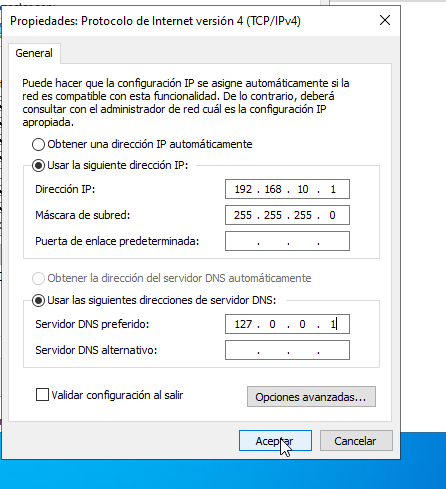 Propiedades: Protocolo de Internet versión 4 (TCP/IPv4)
General
Puede hacer que la configuración IP se asigne automáticamente si la
red es compatible con esta funcionalidad. De lo contrario, deberá
consultar con el administrador de red cuál es la configuración IP
apropiada.
Obtener una dirección IP automáticamente
Usar la siguiente dirección IP:
Dirección IP: 192 . 168 . 10 . 1
Máscara de subred: 255 . 255 . 255 . 0
Puerta de enlace predeterminada: . . .
Obtener la dirección del servidor DNS automáticamente
Usar las siguientes direcciones de servidor DNS:
Servidor DNS preferido: 127 . 0 . 0 . 1
Servidor DNS alternativo: . . .
Validar configuración al salir
Opciones avanzadas...
Aceptar Cancelar